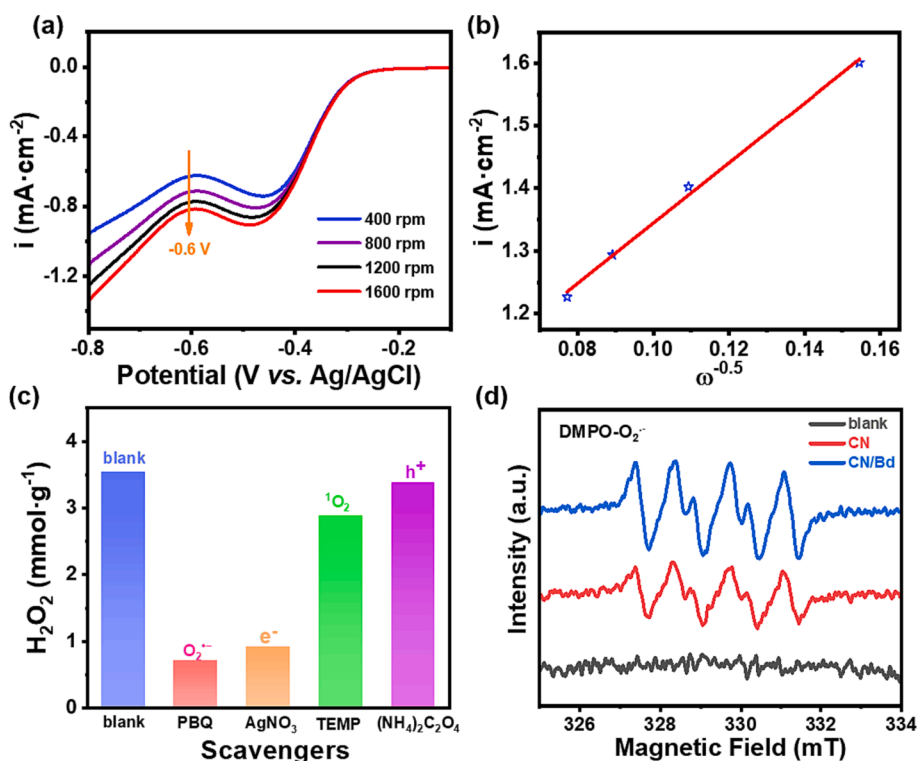 (a)
0.0
-0.4
-0.8
-1.2
i (mA·cm⁻²)
-0.6 V
400 rpm
800 rpm
1200 rpm
1600 rpm
-0.8
-0.6
-0.4
-0.2
Potential (V vs. Ag/AgCl)
(b)
1.6
1.5
1.4
1.3
1.2
i (mA·cm⁻²)
0.08
0.10
0.12
0.14
0.16
ω⁻⁰·⁵
(c)
4
3
2
1
0
H₂O₂ (mmol·g⁻¹)
blank
O₂•⁻
e⁻
¹O₂
h⁺
blank
PBQ
AgNO₃
TEMP
(NH₄)₂C₂O₄
Scavengers
(d)
DMPO-O₂•⁻
blank
CN
CN/Bd
Intensity (a.u.)
326
328
330
332
334
Magnetic Field (mT)